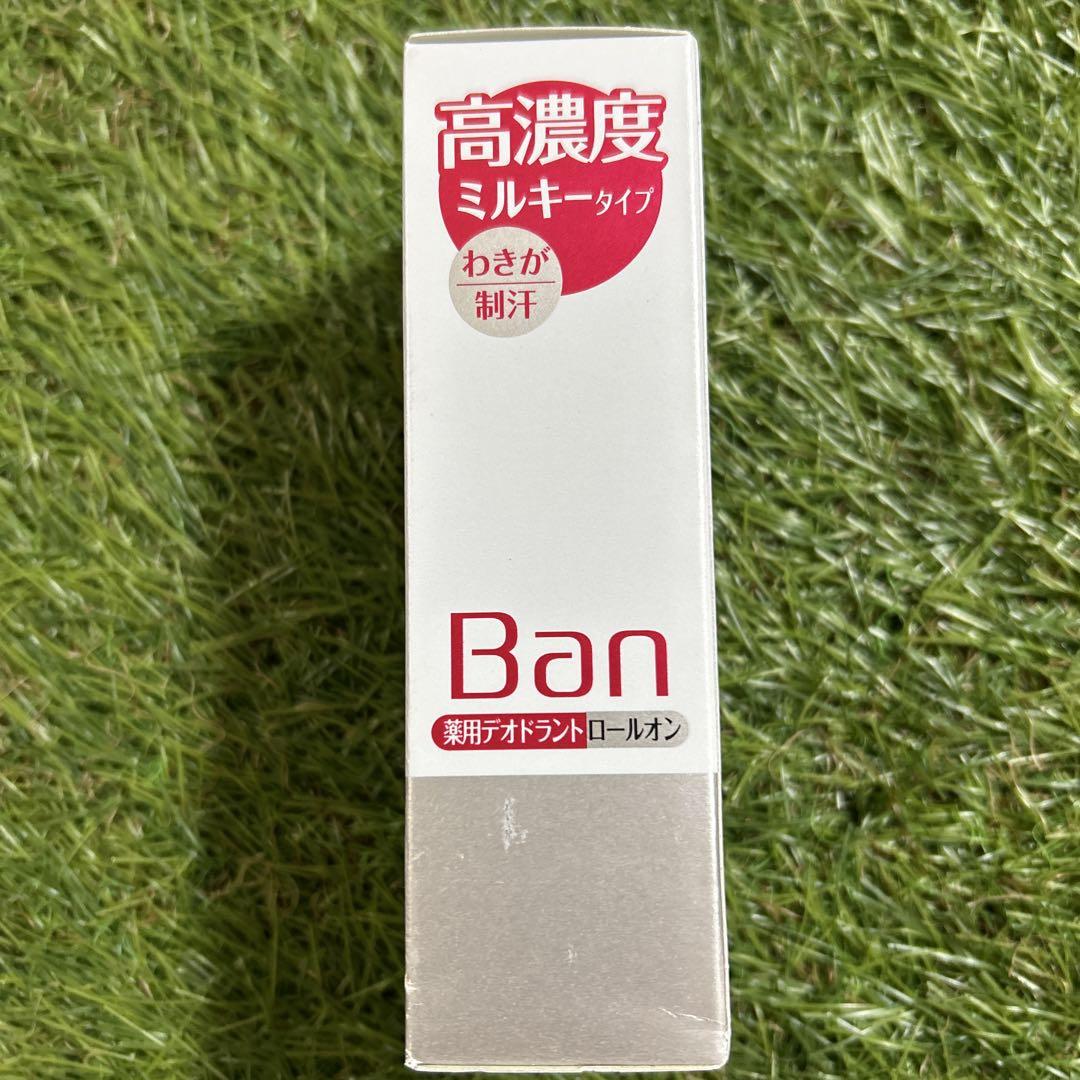 高濃度
ミルキータイプ
わきが
制汗
Ban
薬用デオドラント ロールオン